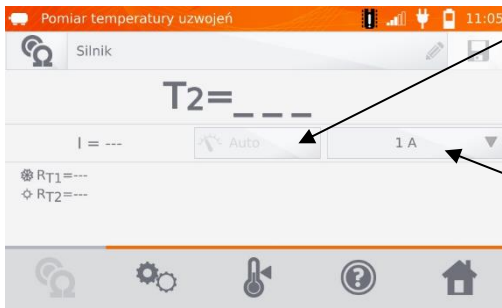 Pomiar temperatury uzwojeń 11:05
Silnik
T2=_ _ _
I = --- Auto 1 A
RT1=---
RT2=---